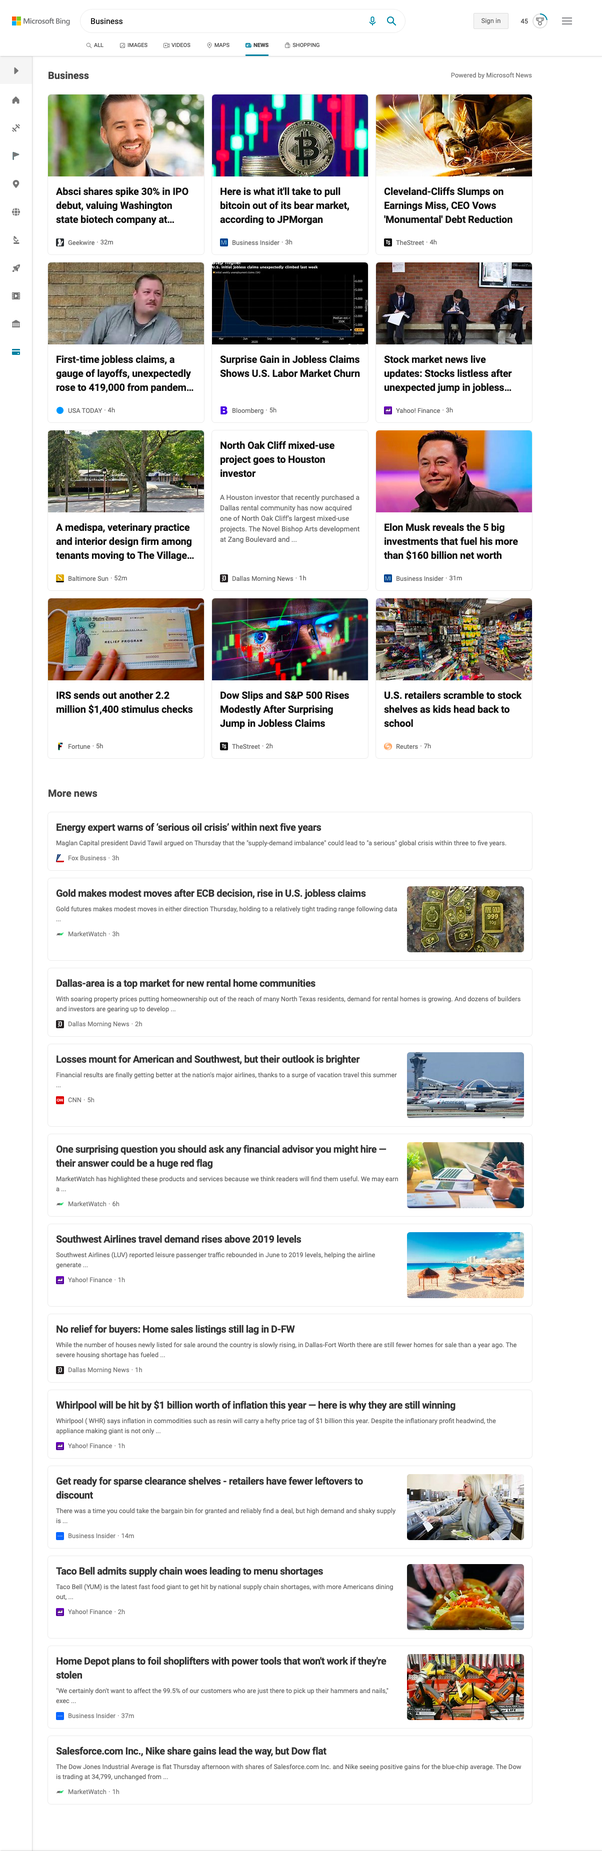 Microsoft Bing
Business
Sign in
45
ALL
IMAGES
VIDEOS
MAPS
NEWS
SHOPPING
Business
Powered by Microsoft News
Absci shares spike 30% in IPO
debut, valuing Washington
state biotech company at...
Geekwire · 32m
Here is what it'll take to pull
bitcoin out of its bear market,
according to JPMorgan
Business Insider · 3h
Cleveland-Cliffs Slumps on
Earnings Miss, CEO Vows
'Monumental' Debt Reduction
TheStreet · 4h
First-time jobless claims, a
gauge of layoffs, unexpectedly
rose to 419,000 from pandem...
USA TODAY · 4h
U.S. initial jobless claims unexpectedly climbed last week
Surprise Gain in Jobless Claims
Shows U.S. Labor Market Churn
Bloomberg · 5h
Stock market news live
updates: Stocks listless after
unexpected jump in jobless...
Yahoo! Finance · 3h
A medispa, veterinary practice
and interior design firm among
tenants moving to The Village...
Baltimore Sun · 52m
North Oak Cliff mixed-use
project goes to Houston
investor
A Houston investor that recently purchased a
Dallas rental community has now acquired
one of North Oak Cliff's largest mixed-use
projects. The Novel Bishop Arts development
at Zang Boulevard and ...
Dallas Morning News · 1h
Elon Musk reveals the 5 big
investments that fuel his more
than $160 billion net worth
Business Insider · 31m
IRS sends out another 2.2
million $1,400 stimulus checks
Fortune · 5h
Dow Slips and S&P 500 Rises
Modestly After Surprising
Jump in Jobless Claims
TheStreet · 2h
U.S. retailers scramble to stock
shelves as kids head back to
school
Reuters · 7h
More news
Energy expert warns of 'serious oil crisis' within next five years
Maglan Capital president David Tawil argued on Thursday that the "supply-demand imbalance" could lead to "a serious" global crisis within three to five years.
Fox Business · 3h
Gold makes modest moves after ECB decision, rise in U.S. jobless claims
Gold futures makes modest moves in either direction Thursday, holding to a relatively tight trading range following data
...
MarketWatch · 3h
Dallas-area is a top market for new rental home communities
With soaring property prices putting homeownership out of the reach of many North Texas residents, demand for rental homes is growing. And dozens of builders
and investors are gearing up to develop ...
Dallas Morning News · 2h
Losses mount for American and Southwest, but their outlook is brighter
Financial results are finally getting better at the nation's major airlines, thanks to a surge of vacation travel this summer
...
CNN · 5h
One surprising question you should ask any financial advisor you might hire —
their answer could be a huge red flag
MarketWatch has highlighted these products and services because we think readers will find them useful. We may earn
a ...
MarketWatch · 6h
Southwest Airlines travel demand rises above 2019 levels
Southwest Airlines (LUV) reported leisure passenger traffic rebounded in June to 2019 levels, helping the airline
generate ...
Yahoo! Finance · 1h
No relief for buyers: Home sales listings still lag in D-FW
While the number of houses newly listed for sale around the country is slowly rising, in Dallas-Fort Worth there are still fewer homes for sale than a year ago. The
severe housing shortage has fueled ...
Dallas Morning News · 1h
Whirlpool will be hit by $1 billion worth of inflation this year — here is why they are still winning
Whirlpool ( WHR) says inflation in commodities such as resin will carry a hefty price tag of $1 billion this year. Despite the inflationary profit headwind, the
appliance making giant is not only ...
Yahoo! Finance · 1h
Get ready for sparse clearance shelves - retailers have fewer leftovers to
discount
There was a time you could take the bargain bin for granted and reliably find a deal, but high demand and shaky supply
is ...
Business Insider · 14m
Taco Bell admits supply chain woes leading to menu shortages
Taco Bell (YUM) is the latest fast food giant to get hit by national supply chain shortages, with more Americans dining
out, ...
Yahoo! Finance · 2h
Home Depot plans to foil shoplifters with power tools that won't work if they're
stolen
"We certainly don't want to affect the 99.5% of our customers who are just there to pick up their hammers and nails,"
exec ...
Business Insider · 37m
Salesforce.com Inc., Nike share gains lead the way, but Dow flat
The Dow Jones Industrial Average is flat Thursday afternoon with shares of Salesforce.com Inc. and Nike seeing positive gains for the blue-chip average. The Dow
is trading at 34,799, unchanged from ...
MarketWatch · 1h